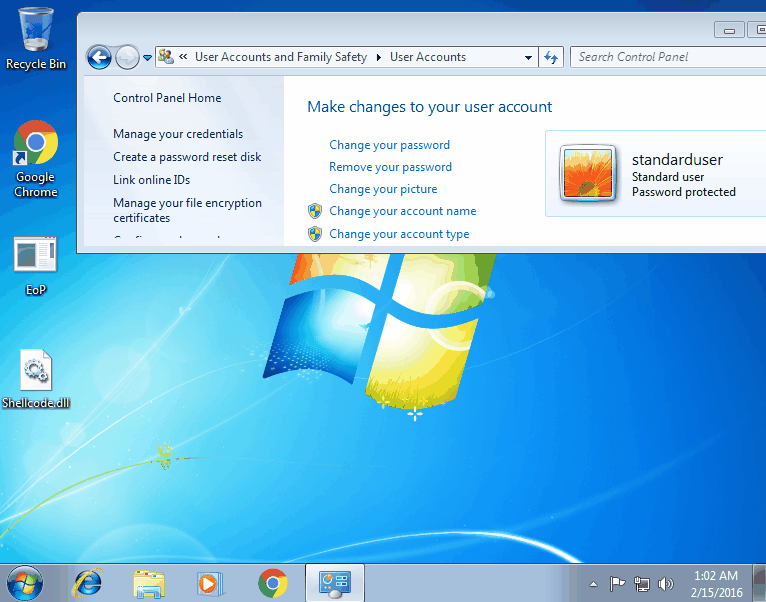 Recycle Bin
Google
Chrome
EoP
Shellcode.dll
« User Accounts and Family Safety ▸ User Accounts
Search Control Panel
Control Panel Home
Manage your credentials
Create a password reset disk
Link online IDs
Manage your file encryption
certificates
Make changes to your user account
Change your password
Remove your password
Change your picture
Change your account name
Change your account type
standarduser
Standard user
Password protected
1:02 AM
2/15/2016